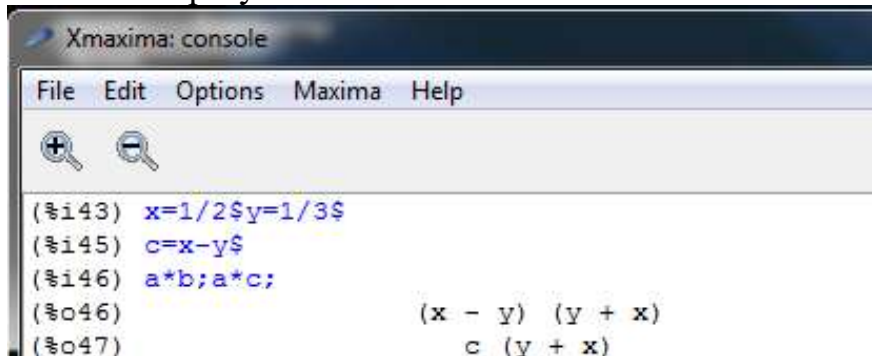 Xmaxima: console
File Edit Options Maxima Help
(%i43) x=1/2$y=1/3$
(%i45) c=x-y$
(%i46) a*b;a*c;
(%o46) (x - y) (y + x)
(%o47) c (y + x)